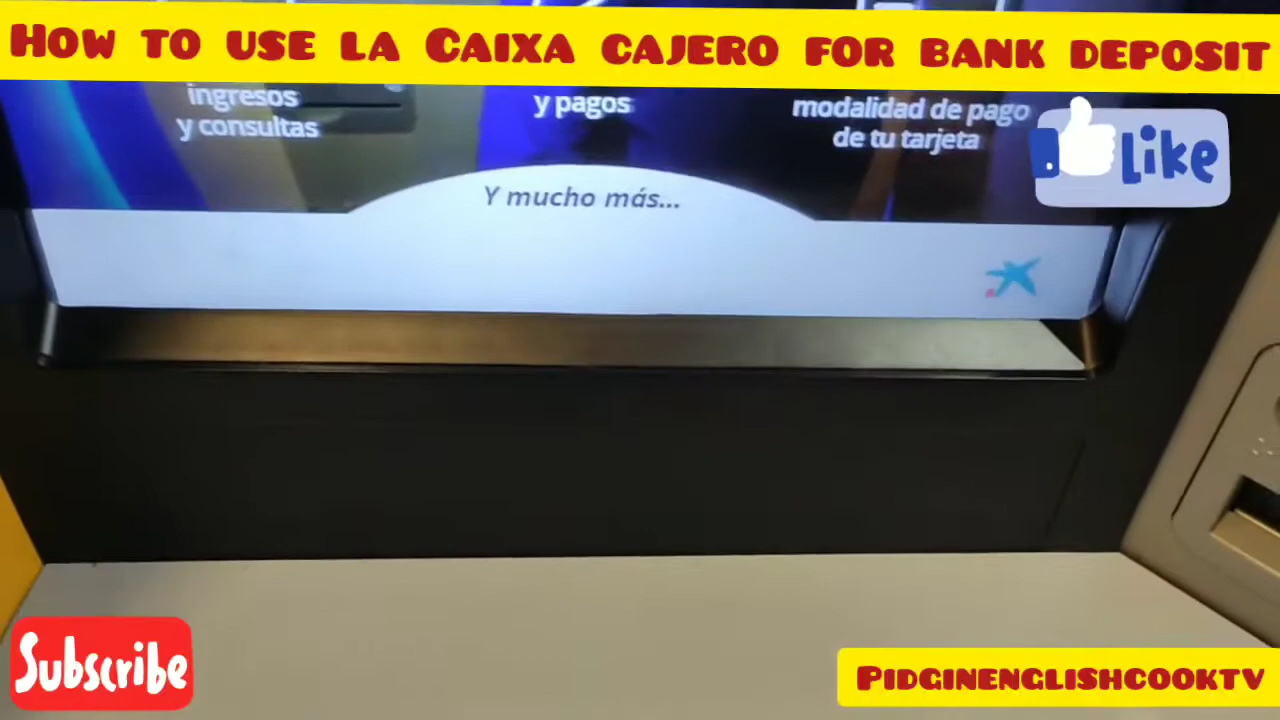 How to use la Caixa cajero for bank deposit
ingresos
y consultas
y pagos
modalidad de pago
de tu tarjeta
Like
Y mucho más...
Subscribe
Pidginenglishcooktv